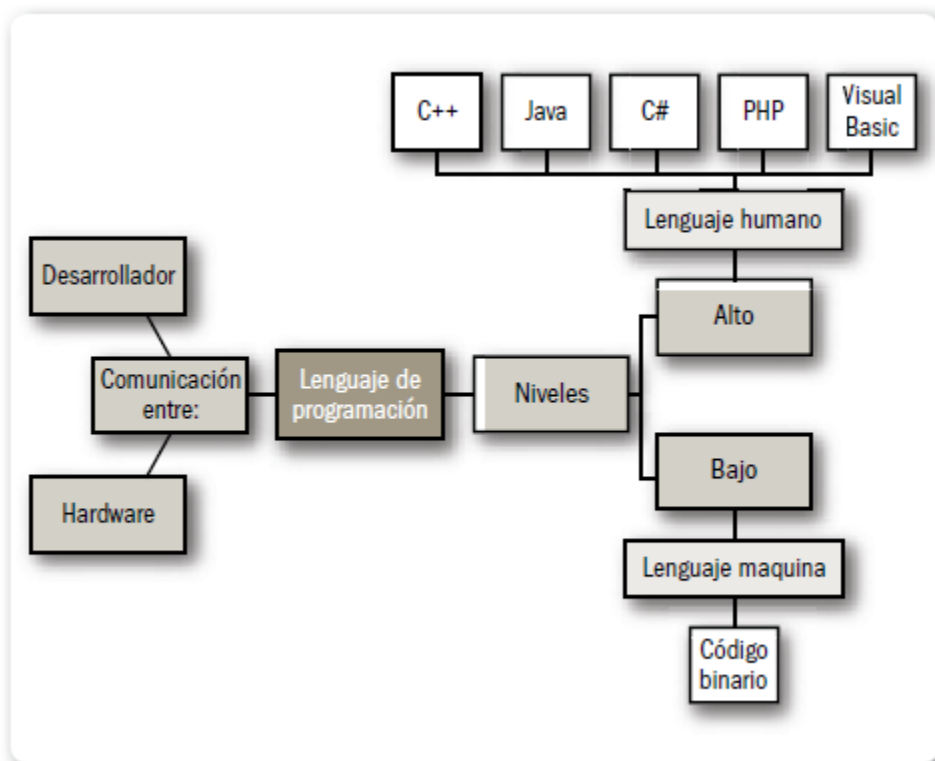 C++
Java
C#
PHP
Visual
Basic
Lenguaje humano
Desarrollador
Alto
Comunicación
entre:
Lenguaje de
programación
Niveles
Bajo
Hardware
Lenguaje maquina
Código
binario